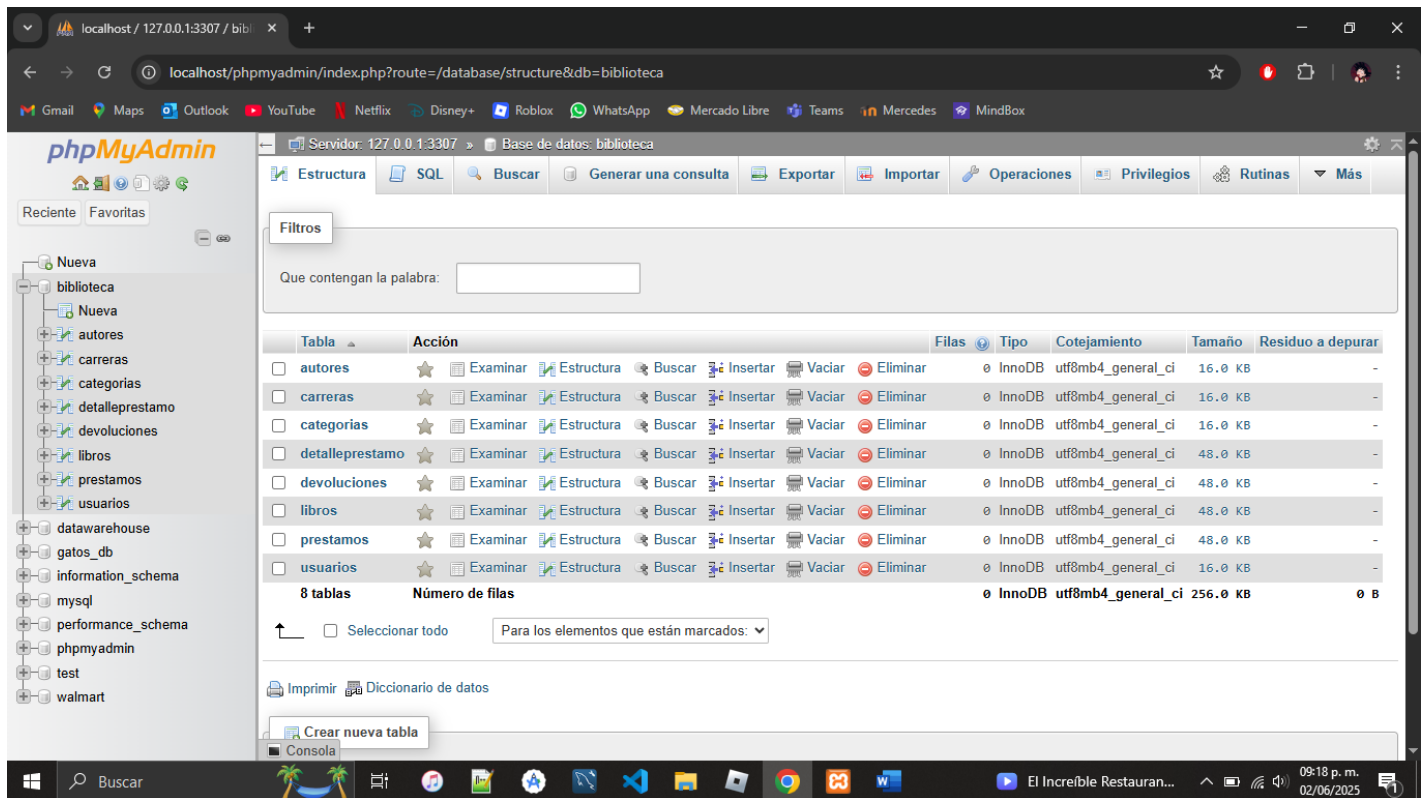 localhost / 127.0.0.1:3307 / bibl
localhost/phpmyadmin/index.php?route=/database/structure&db=biblioteca
Gmail Maps Outlook YouTube Netflix Disney+ Roblox WhatsApp Mercado Libre Teams Mercedes MindBox
phpMyAdmin
Reciente Favoritas
Nueva
biblioteca
Nueva
autores
carreras
categorias
detalleprestamo
devoluciones
libros
prestamos
usuarios
datawarehouse
gatos_db
information_schema
mysql
performance_schema
phpmyadmin
test
walmart
Servidor: 127.0.0.1:3307 » Base de datos: biblioteca
Estructura SQL Buscar Generar una consulta Exportar Importar Operaciones Privilegios Rutinas Más
Filtros
Que contengan la palabra:
Tabla Acción Filas Tipo Cotejamiento Tamaño Residuo a depurar
autores Examinar Estructura Buscar Insertar Vaciar Eliminar 0 InnoDB utf8mb4_general_ci 16.0 KB -
carreras Examinar Estructura Buscar Insertar Vaciar Eliminar 0 InnoDB utf8mb4_general_ci 16.0 KB -
categorias Examinar Estructura Buscar Insertar Vaciar Eliminar 0 InnoDB utf8mb4_general_ci 16.0 KB -
detalleprestamo Examinar Estructura Buscar Insertar Vaciar Eliminar 0 InnoDB utf8mb4_general_ci 48.0 KB -
devoluciones Examinar Estructura Buscar Insertar Vaciar Eliminar 0 InnoDB utf8mb4_general_ci 48.0 KB -
libros Examinar Estructura Buscar Insertar Vaciar Eliminar 0 InnoDB utf8mb4_general_ci 48.0 KB -
prestamos Examinar Estructura Buscar Insertar Vaciar Eliminar 0 InnoDB utf8mb4_general_ci 48.0 KB -
usuarios Examinar Estructura Buscar Insertar Vaciar Eliminar 0 InnoDB utf8mb4_general_ci 16.0 KB -
8 tablas Número de filas 0 InnoDB utf8mb4_general_ci 256.0 KB 0 B
Seleccionar todo Para los elementos que están marcados:
Imprimir Diccionario de datos
Crear nueva tabla
Consola
Buscar El Increíble Restauran... 09:18 p. m.
02/06/2025